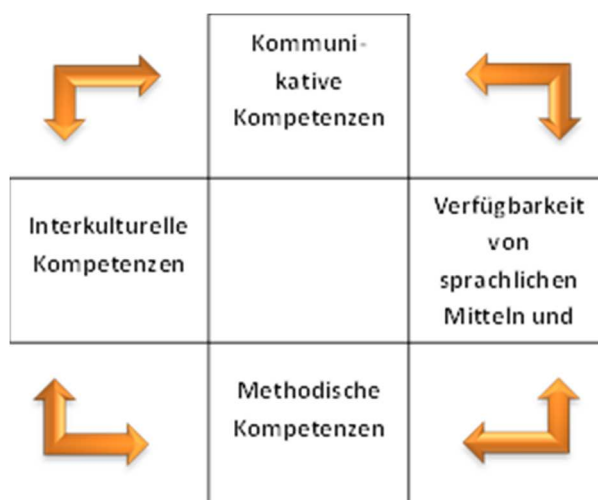 Kommuni-
kative
Kompetenzen
Interkulturelle
Kompetenzen
Verfügbarkeit
von
sprachlichen
Mitteln und
Methodische
Kompetenzen